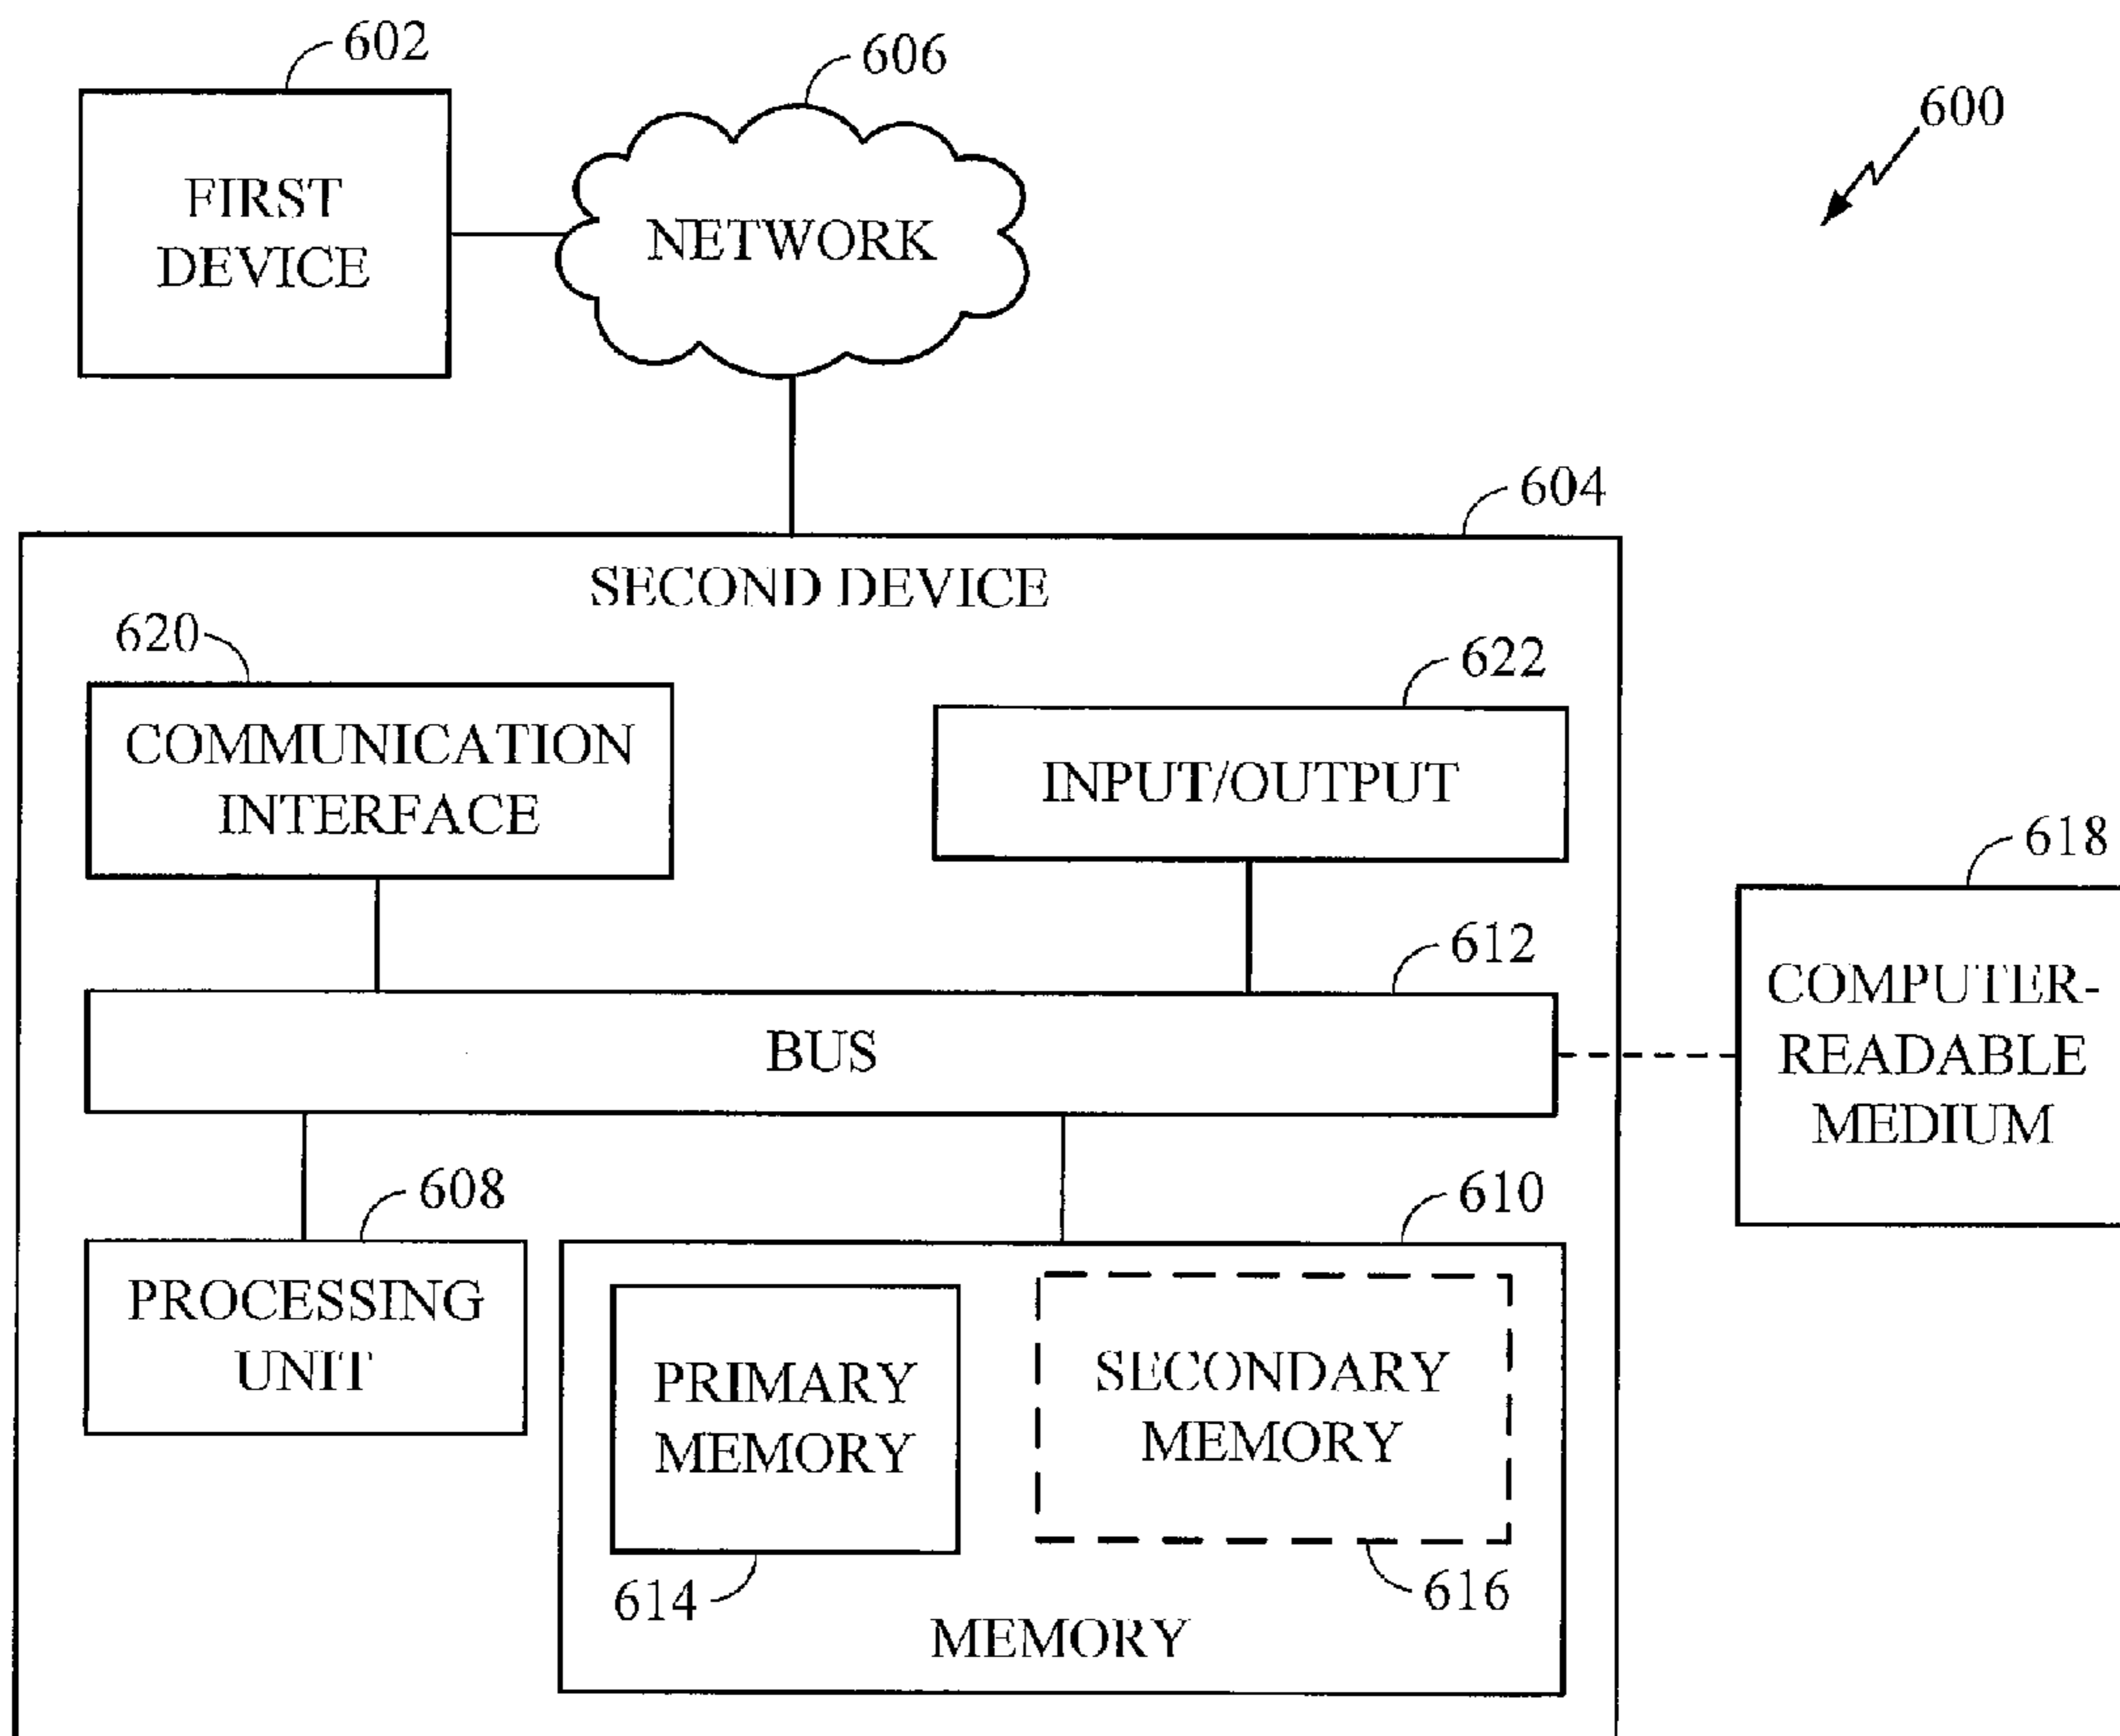 602
606
600
FIRST
DEVICE
NETWORK
604
SECOND DEVICE
620
622
COMMUNICATION
INTERFACE
INPUT/OUTPUT
618
612
COMPUTER-
READABLE
MEDIUM
BUS
608
610
PROCESSING
UNIT
PRIMARY
MEMORY
SECONDARY
MEMORY
614
616
MEMORY